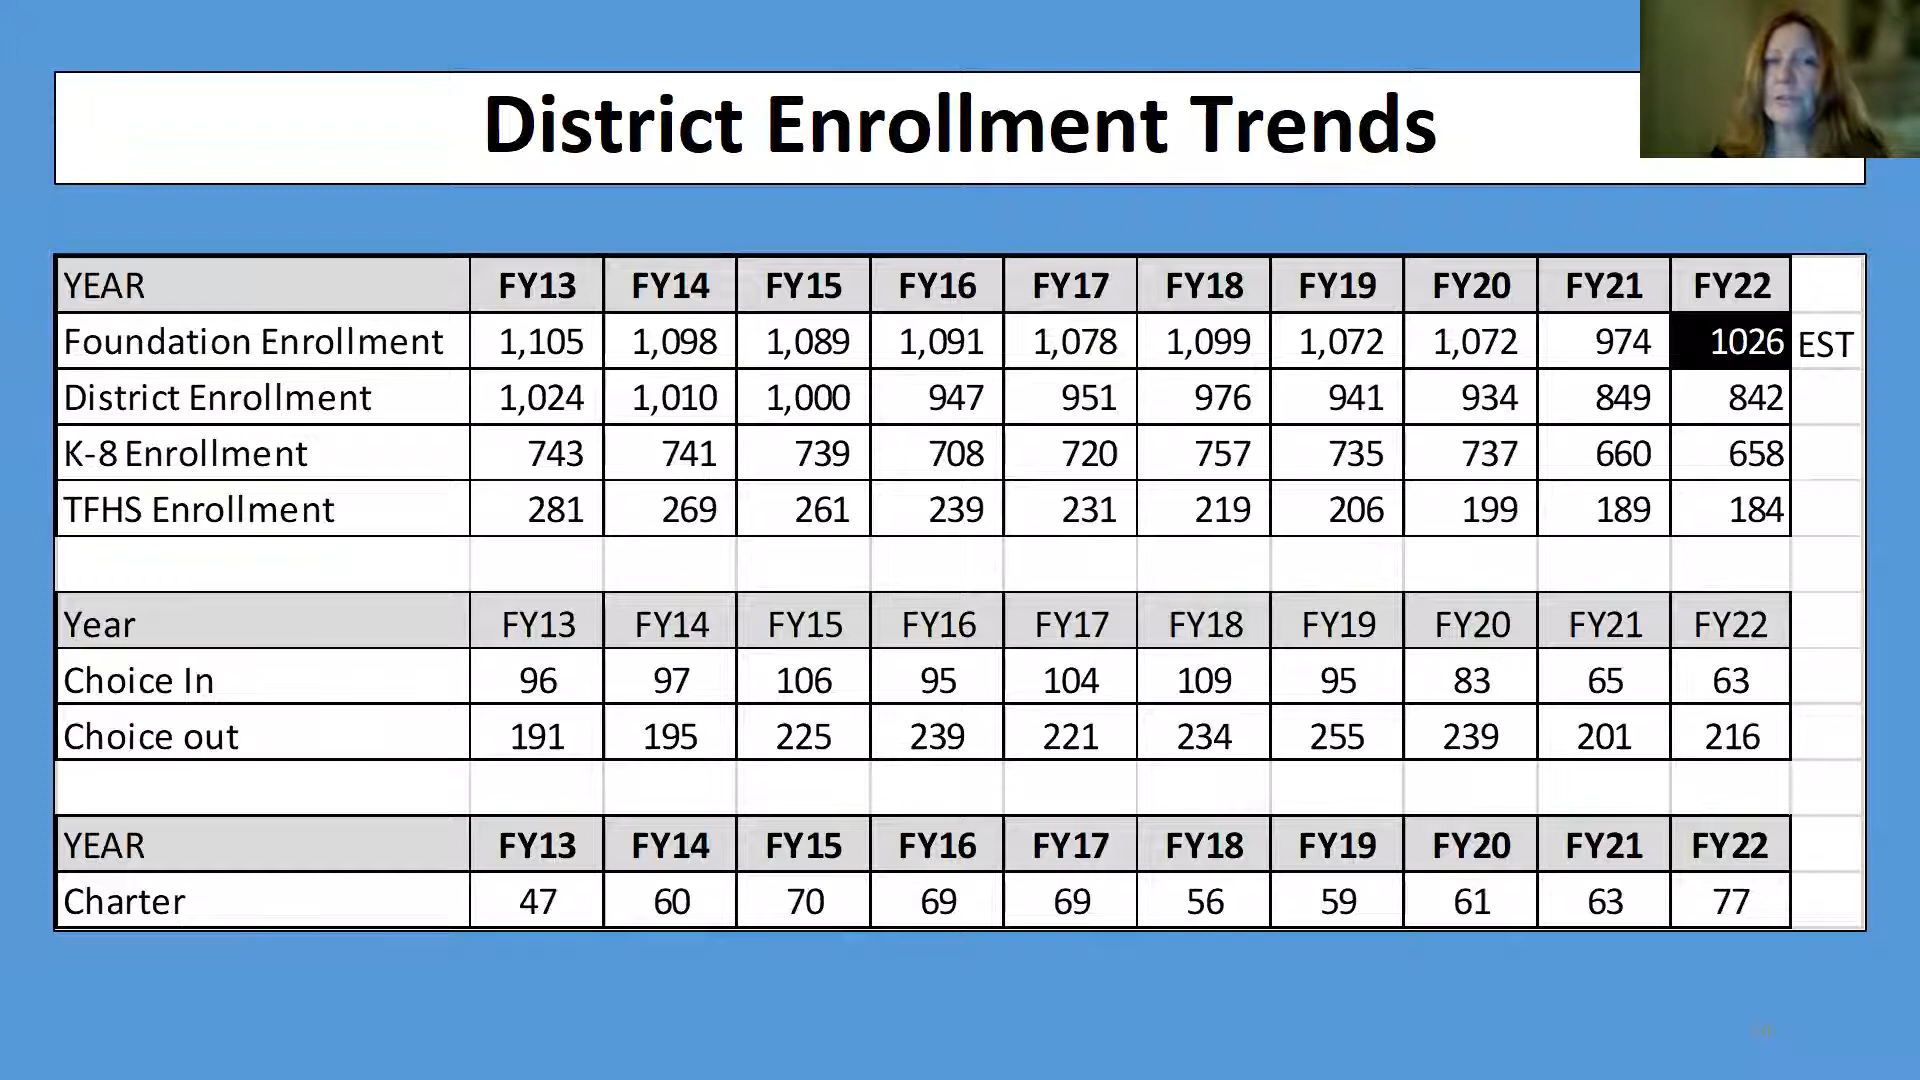 District Enrollment Trends
YEAR FY13 FY14 FY15 FY16 FY17 FY18 FY19 FY20 FY21 FY22
Foundation Enrollment 1,105 1,098 1,089 1,091 1,078 1,099 1,072 1,072 974 1026 EST
District Enrollment 1,024 1,010 1,000 947 951 976 941 934 849 842
K-8 Enrollment 743 741 739 708 720 757 735 737 660 658
TFHS Enrollment 281 269 261 239 231 219 206 199 189 184
Year FY13 FY14 FY15 FY16 FY17 FY18 FY19 FY20 FY21 FY22
Choice In 96 97 106 95 104 109 95 83 65 63
Choice out 191 195 225 239 221 234 255 239 201 216
YEAR FY13 FY14 FY15 FY16 FY17 FY18 FY19 FY20 FY21 FY22
Charter 47 60 70 69 69 56 59 61 63 77